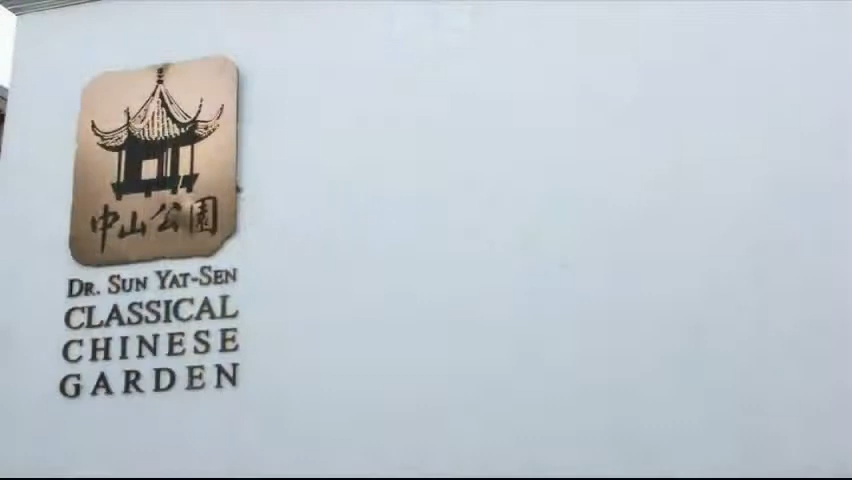 中山公園
Dr. Sun Yat-Sen
CLASSICAL
CHINESE
GARDEN